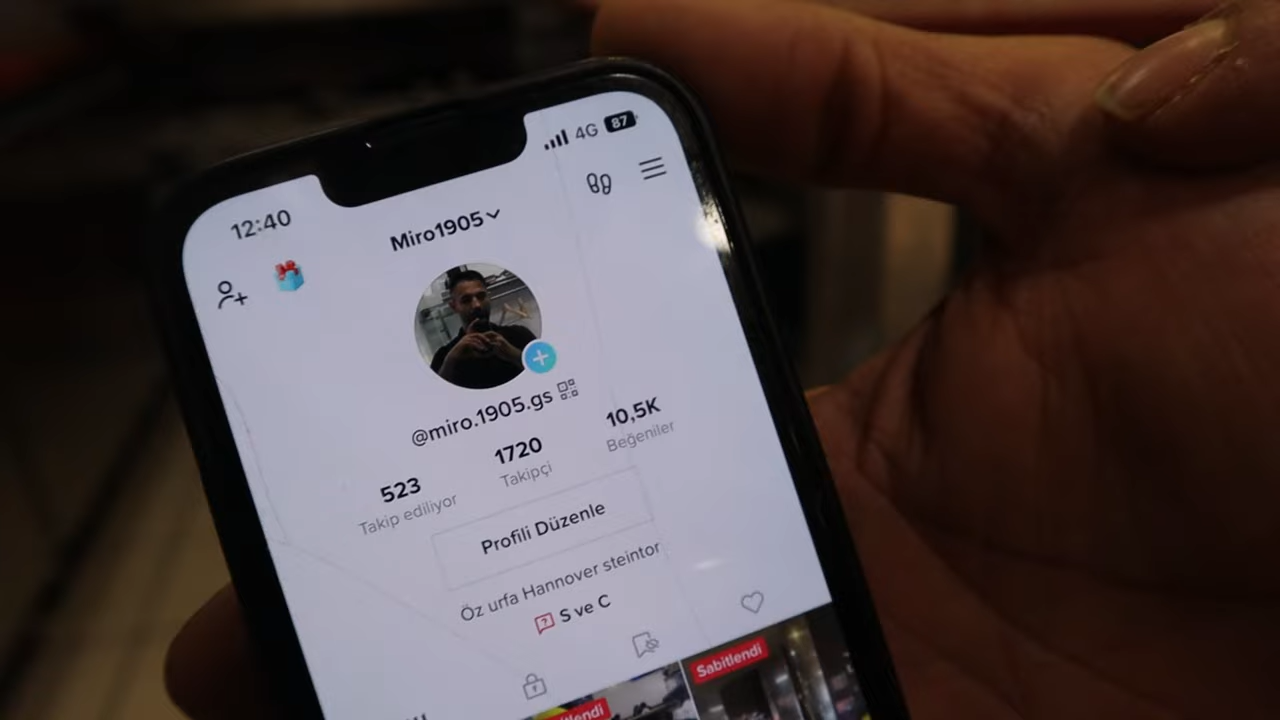 12:40
4G 87
Miro1905
@miro.1905.gs
523
Takip ediliyor
1720
Takipçi
10,5K
Beğeniler
Profili Düzenle
Öz urfa Hannover steintor
S ve C
Sabitlendi